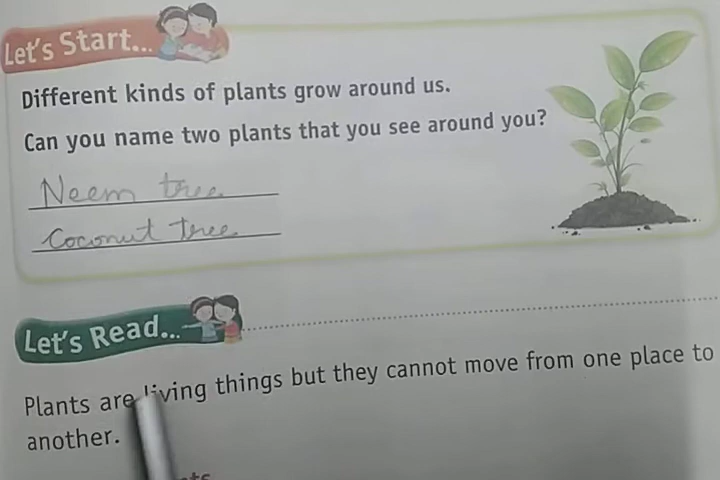 Let's Start...
Different kinds of plants grow around us.
Can you name two plants that you see around you?
Neem tree
Coconut tree
Let's Read...
Plants are living things but they cannot move from one place to
another.